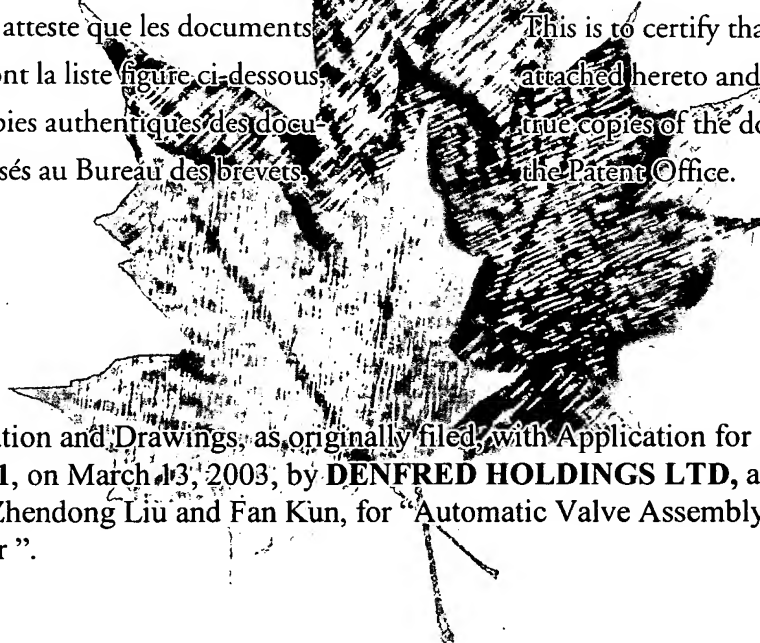 atteste que les documents
ont la liste figure ci-dessous
pies authentiques des docu-
sés au Bureau des brevets.
This is to certify tha
attached hereto and
true copies of the do
the Patent Office.
ation and Drawings, as originally filed, with Application for
1, on March 13, 2003, by DENFRED HOLDINGS LTD, a
Zhendong Liu and Fan Kun, for “Automatic Valve Assembly
r ”.